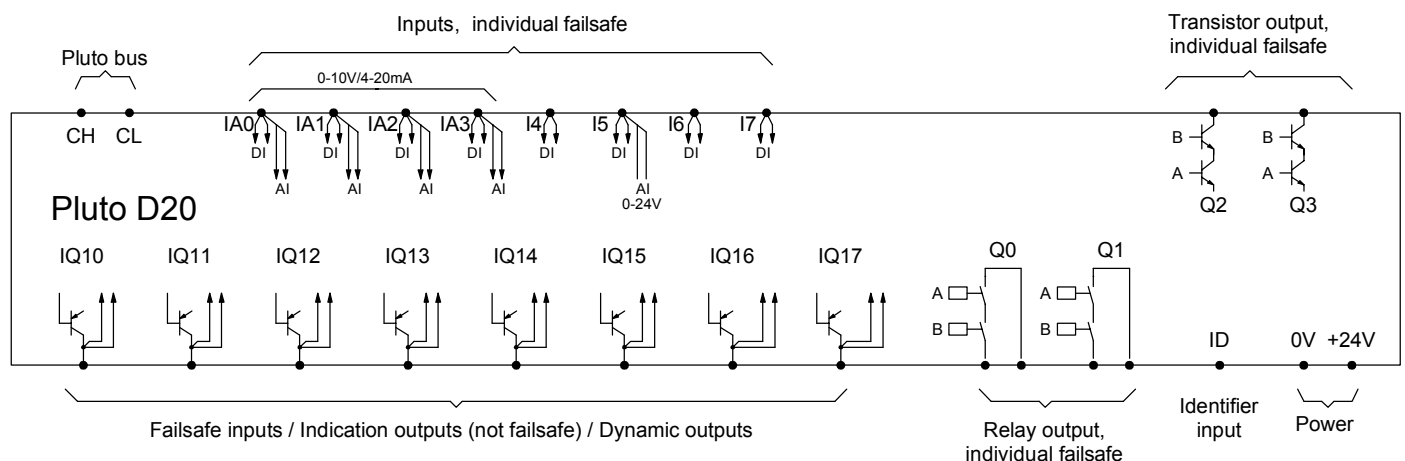 Inputs, individual failsafe
Transistor output,
individual failsafe
Pluto bus
0-10V/4-20mA
CH CL IA0 IA1 IA2 IA3 I4 I5 I6 I7
DI DI DI DI DI DI DI DI
AI AI AI AI AI
0-24V
B B
A A
Q2 Q3
Pluto D20
IQ10 IQ11 IQ12 IQ13 IQ14 IQ15 IQ16 IQ17 Q0 Q1
A A
B B
ID 0V +24V
Failsafe inputs / Indication outputs (not failsafe) / Dynamic outputs
Relay output,
individual failsafe
Identifier
input
Power